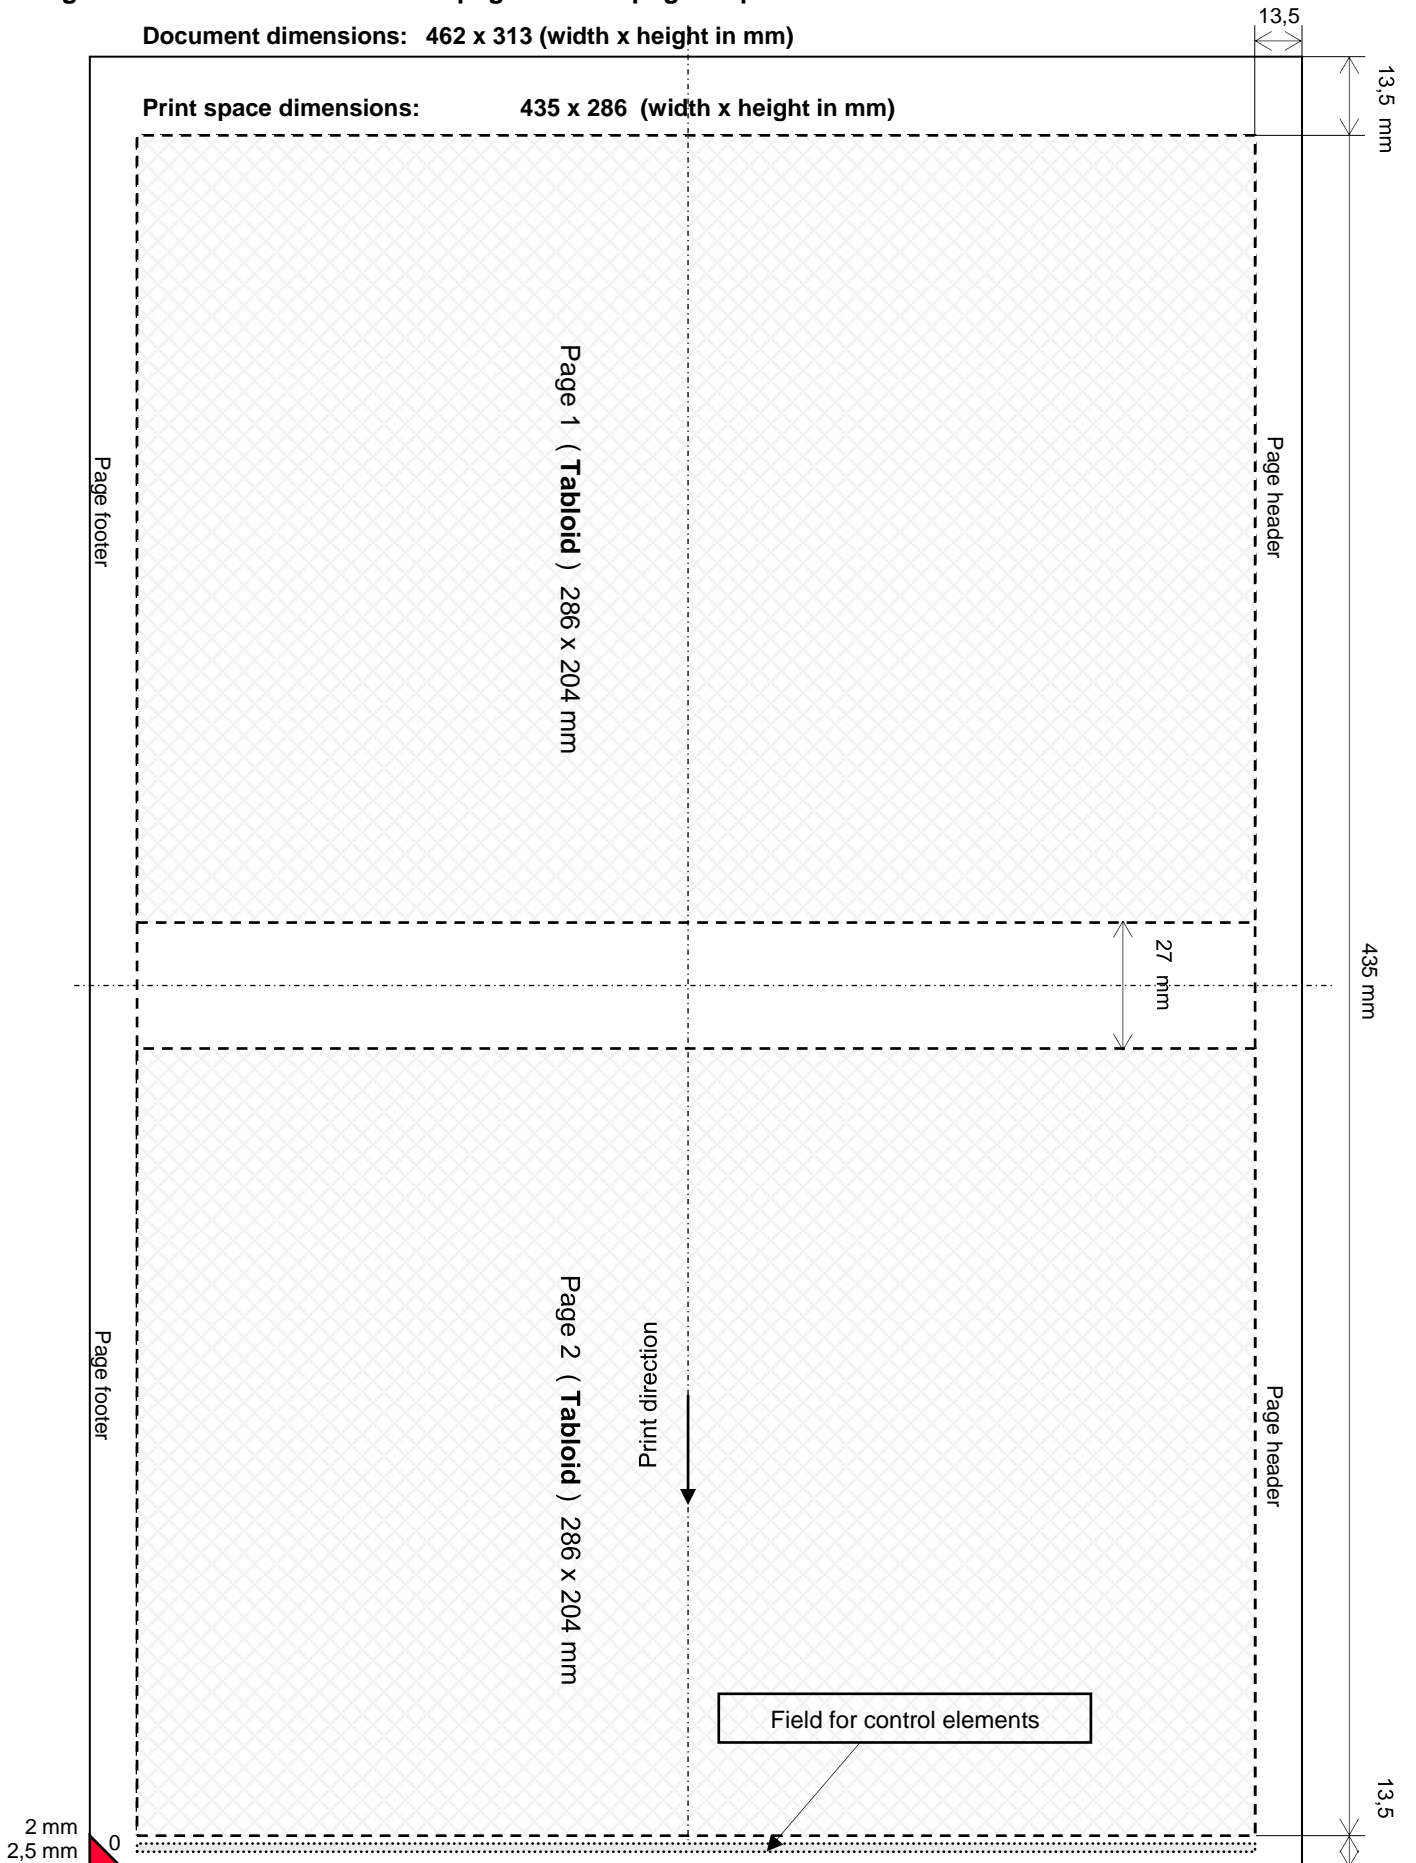 13,5
Document dimensions: 462 x 313 (width x height in mm)
13,5 mm
Print space dimensions: 435 x 286 (width x height in mm)
Page 1 ( Tabloid ) 286 x 204 mm
Page header
Page footer
27 mm
435 mm
Page 2 ( Tabloid ) 286 x 204 mm
Print direction
Page footer
Page header
Field for control elements
13,5
2 mm
0
2,5 mm